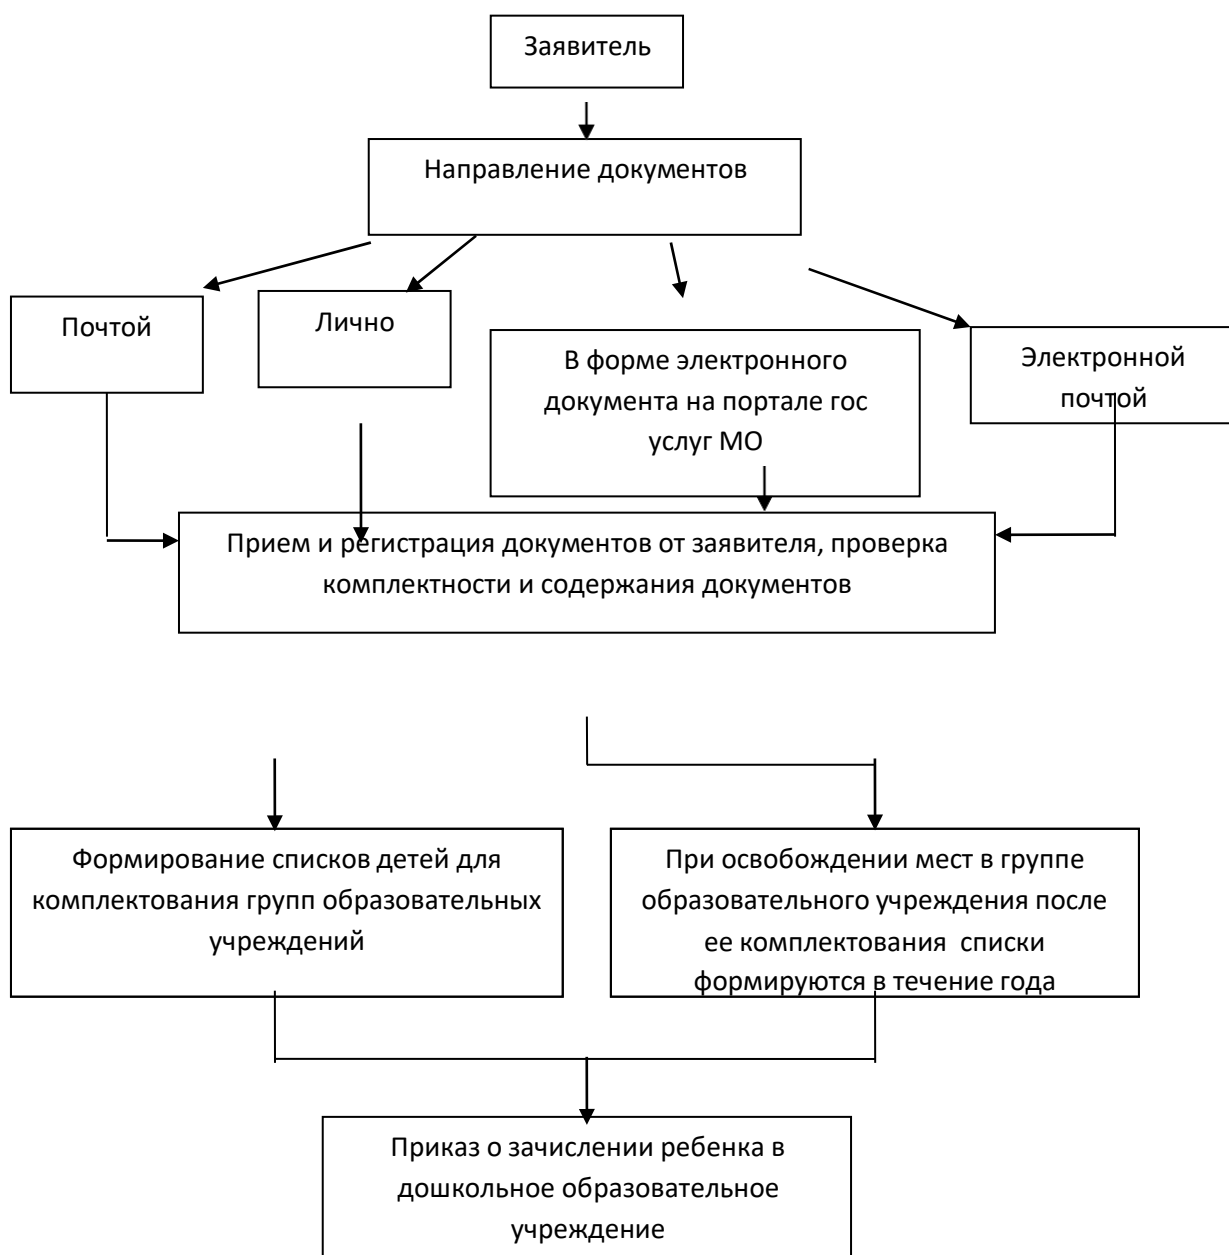 Заявитель
Направление документов
Почтой
Лично
В форме электронного
документа на портале гос
услуг МО
Электронной
почтой
Прием и регистрация документов от заявителя, проверка
комплектности и содержания документов
Формирование списков детей для
комплектования групп образовательных
учреждений
При освобождении мест в группе
образовательного учреждения после
ее комплектования  списки
формируются в течение года
Приказ о зачислении ребенка в
дошкольное образовательное
учреждение